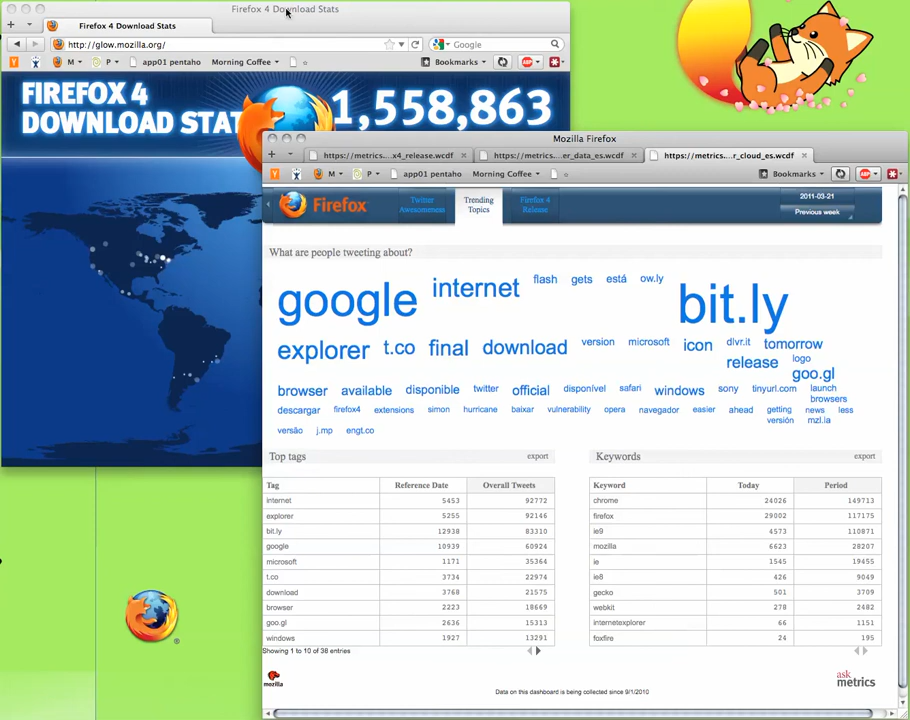 Firefox 4 Download Stats
Firefox 4 Download Stats
http://glow.mozilla.org/
Google
M
P
app01 pentaho
Morning Coffee
Bookmarks
ABP
FIREFOX 4
DOWNLOAD STAT
1,558,863
Mozilla Firefox
https://metrics....x4_release.wcdf
https://metrics....er_data_es.wcdf
https://metrics....r_cloud_es.wcdf
M
P
app01 pentaho
Morning Coffee
Bookmarks
ABP
Firefox
Twitter Awesomeness
Trending Topics
Firefox 4 Release
2011-03-21
Previous week
What are people tweeting about?
google internet flash gets está ow.ly bit.ly
explorer t.co final download version microsoft icon dlvr.it tomorrow
release logo goo.gl
browser available disponible twitter official disponível safari windows sony tinyurl.com launch
browsers
descargar firefox4 extensions simon hurricane baixar vulnerability opera navegador easier ahead getting news less
versión mzl.la
versão j.mp engt.co
Top tags export
Tag Reference Date Overall Tweets
internet 5453 92772
explorer 5255 92146
bit.ly 12938 83310
google 10939 60924
microsoft 1171 35364
t.co 3734 22974
download 3768 21575
browser 2223 18669
goo.gl 2636 15313
windows 1927 13291
Showing 1 to 10 of 38 entries
Keywords export
Keyword Today Period
chrome 24026 149713
firefox 29002 117175
ie9 4573 110871
mozilla 6623 28207
ie 1545 19455
ie8 426 9049
gecko 501 3709
webkit 278 2482
internetexplorer 66 1151
foxfire 24 195
mozilla
ask
metrics
Data on this dashboard is being collected since 9/1/2010